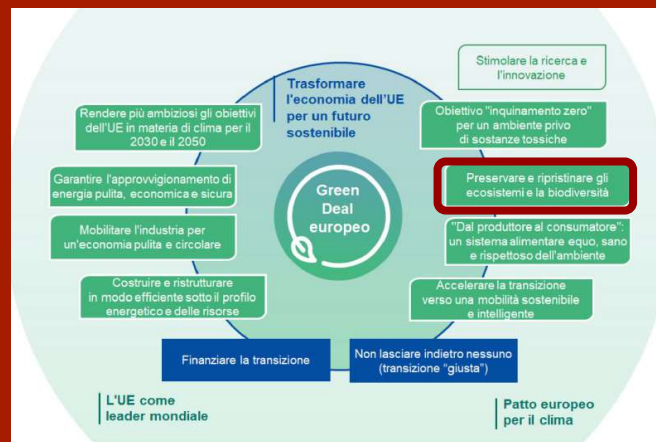 Stimolare la ricerca e
l'innovazione
Trasformare
l'economia dell'UE
per un futuro
sostenibile
Rendere più ambiziosi gli obiettivi
dell'UE in materia di clima per il
2030 e il 2050
Obiettivo "inquinamento zero"
per un ambiente privo
di sostanze tossiche
Garantire l'approvvigionamento di
energia pulita, economica e sicura
Green
Deal
europeo
Preservare e ripristinare gli
ecosistemi e la biodiversità
Mobilitare l'industria per
un'economia pulita e circolare
"Dal produttore al consumatore":
un sistema alimentare equo, sano
e rispettoso dell'ambiente
Costruire e ristrutturare
in modo efficiente sotto il profilo
energetico e delle risorse
Accelerare la transizione
verso una mobilità sostenibile
e intelligente
Finanziare la transizione
Non lasciare indietro nessuno
(transizione "giusta")
L'UE come
leader mondiale
Patto europeo
per il clima